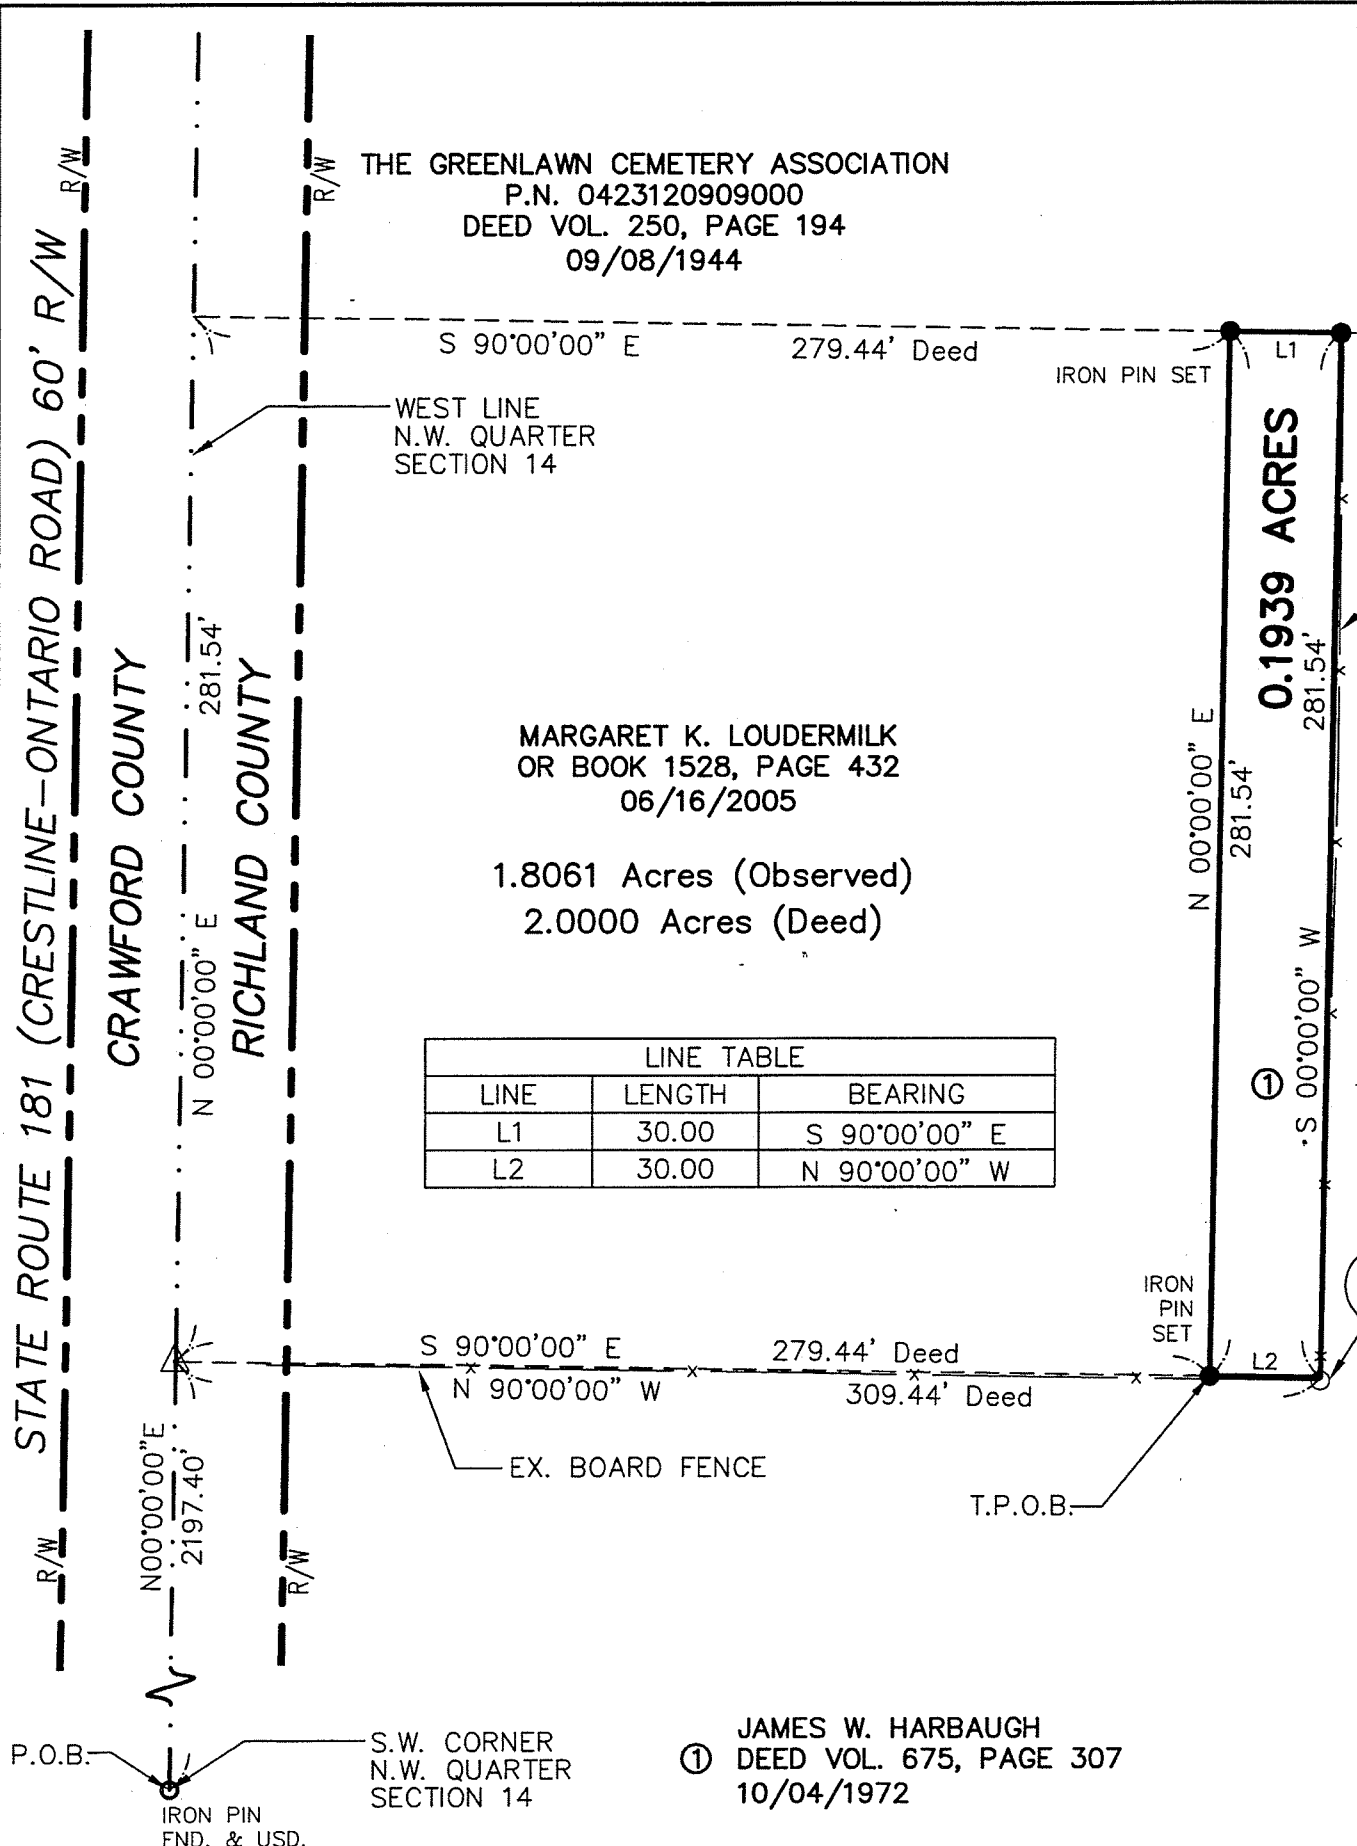 THE GREENLAWN CEMETERY ASSOCIATION
P.N. 0423120909000
DEED VOL. 250, PAGE 194
09/08/1944
R/W
R/W
STATE ROUTE 181 (CRESTLINE-ONTARIO ROAD) 60' R/W
S 90°00'00" E
279.44' Deed
IRON PIN SET
L1
WEST LINE
N.W. QUARTER
SECTION 14
0.1939 ACRES
281.54'
N 00°00'00" E
281.54'
S 00°00'00" W
①
CRAWFORD COUNTY
N 00°00'00" E
281.54'
RICHLAND COUNTY
MARGARET K. LOUDERMILK
OR BOOK 1528, PAGE 432
06/16/2005
1.8061 Acres (Observed)
2.0000 Acres (Deed)
LINE TABLE
LINE LENGTH BEARING
L1 30.00 S 90°00'00" E
L2 30.00 N 90°00'00" W
IRON
PIN
SET
L2
S 90°00'00" E
279.44' Deed
N 90°00'00" W
309.44' Deed
EX. BOARD FENCE
T.P.O.B.
N00°00'00"E
2197.40'
R/W
R/W
P.O.B.
S.W. CORNER
N.W. QUARTER
SECTION 14
IRON PIN
FND. & USD.
JAMES W. HARBAUGH
① DEED VOL. 675, PAGE 307
10/04/1972